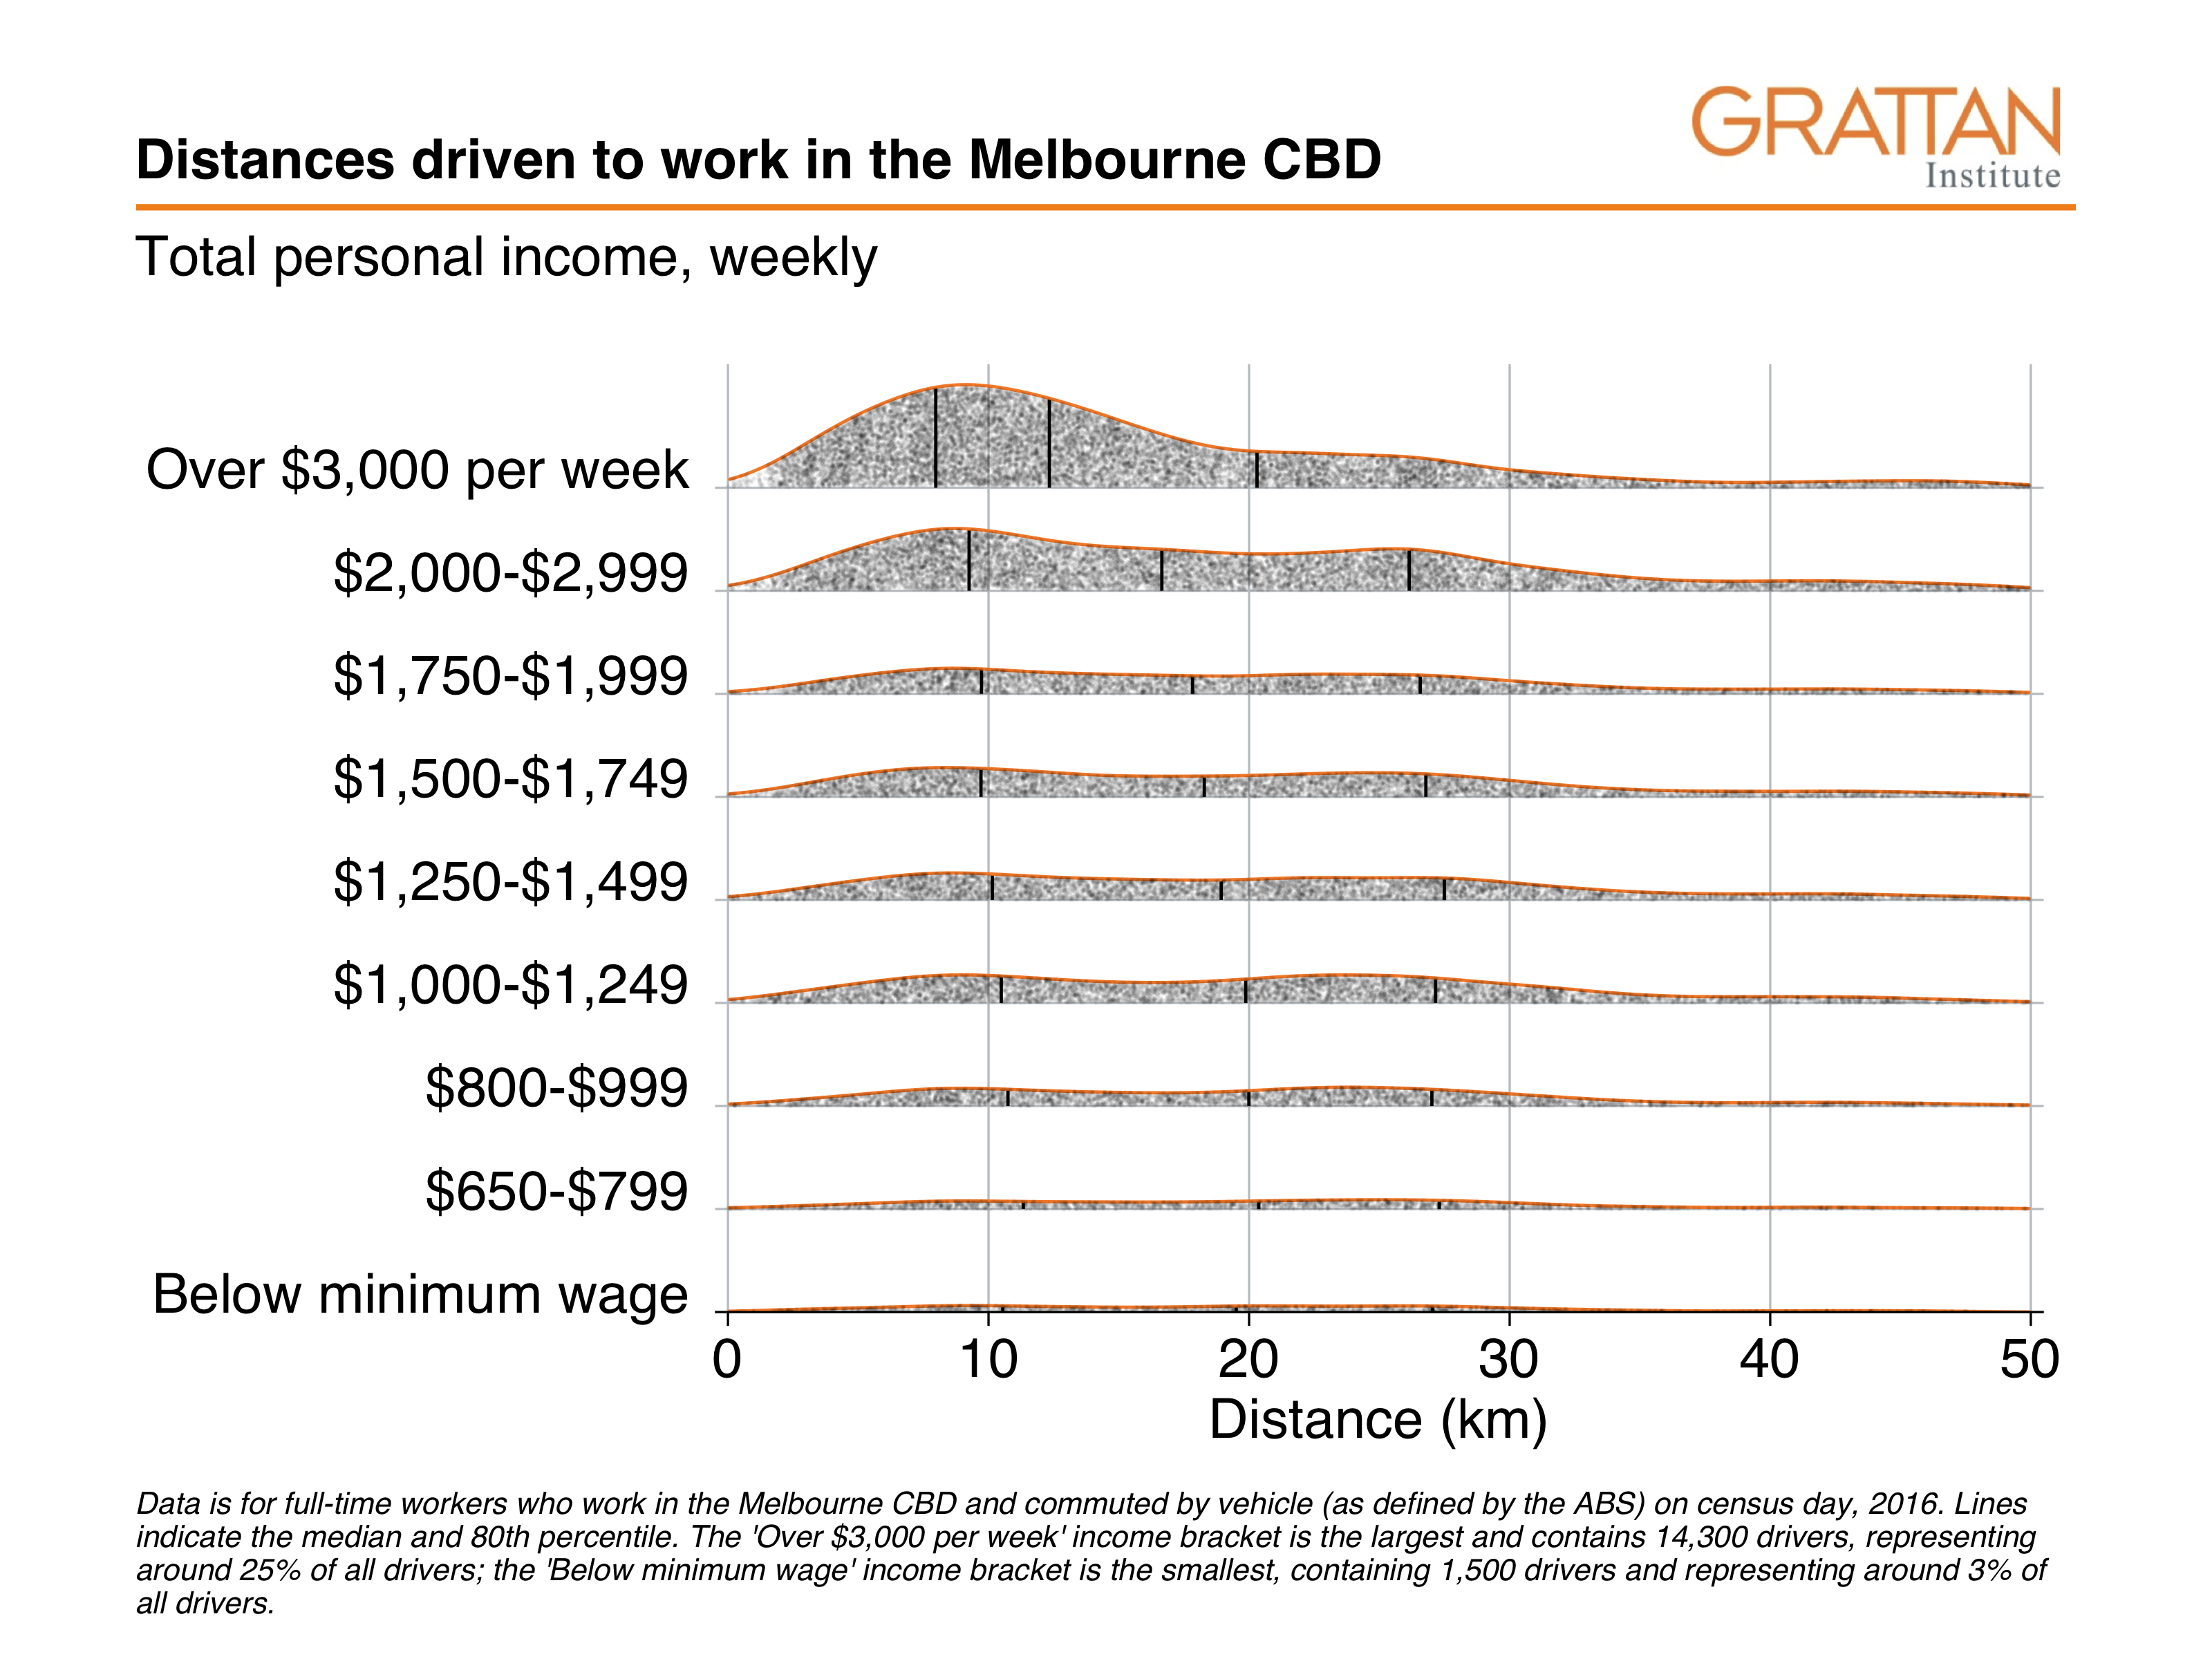 GRATTAN
Institute
Distances driven to work in the Melbourne CBD
Total personal income, weekly
Over $3,000 per week
$2,000-$2,999
$1,750-$1,999
$1,500-$1,749
$1,250-$1,499
$1,000-$1,249
$800-$999
$650-$799
Below minimum wage
0 10 20 30 40 50
Distance (km)
Data is for full-time workers who work in the Melbourne CBD and commuted by vehicle (as defined by the ABS) on census day, 2016. Lines
indicate the median and 80th percentile. The 'Over $3,000 per week' income bracket is the largest and contains 14,300 drivers, representing
around 25% of all drivers; the 'Below minimum wage' income bracket is the smallest, containing 1,500 drivers and representing around 3% of
all drivers.